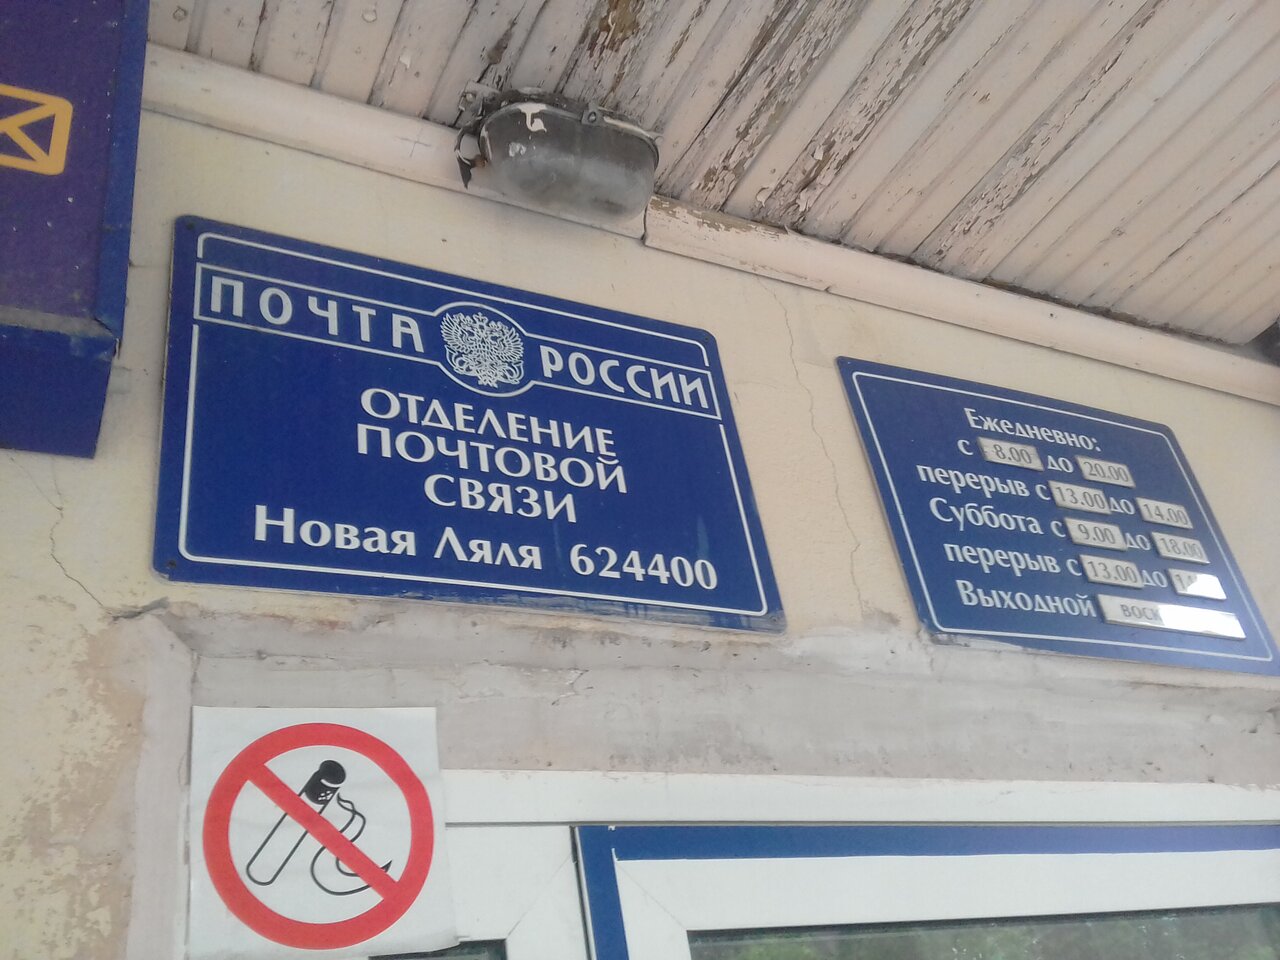 ПОЧТА РОССИИ
ОТДЕЛЕНИЕ
ПОЧТОВОЙ
СВЯЗИ
Новая Ляля 624400
Ежедневно:
с 8.00 до 20.00
перерыв с 13.00 до 14.00
Суббота с 9.00 до 18.00
перерыв с 13.00 до
Выходной